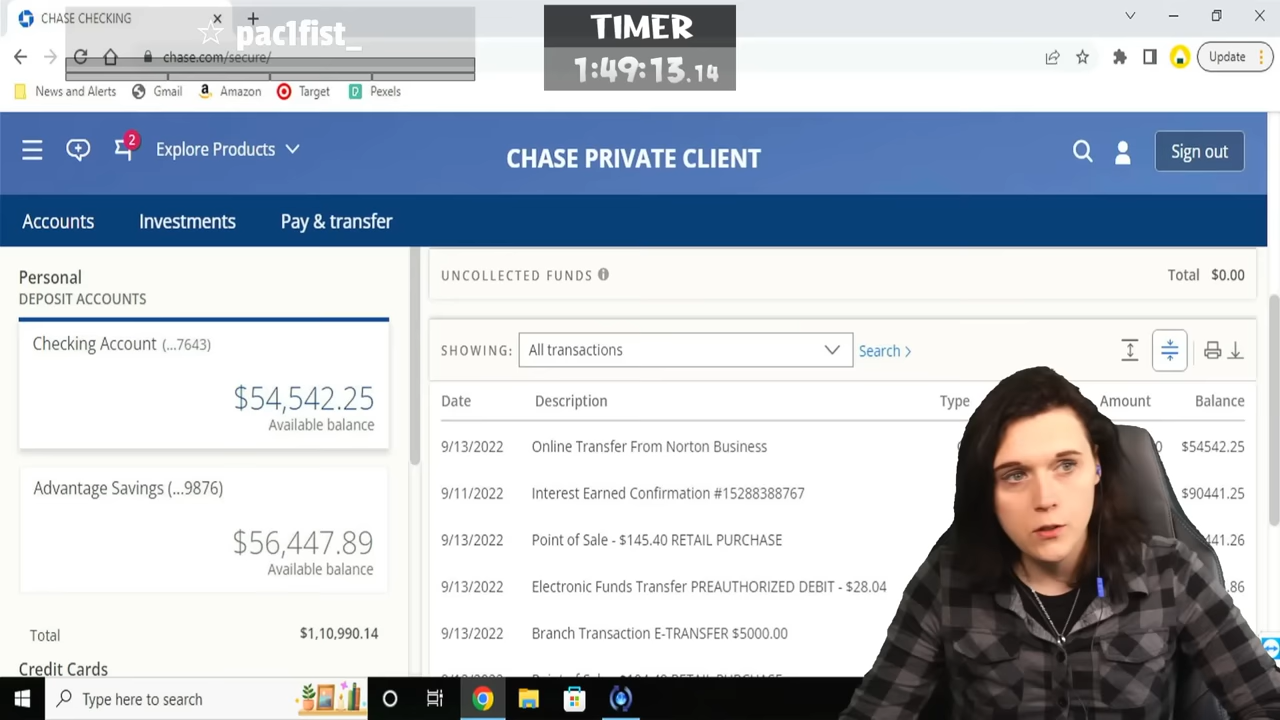 CHASE CHECKING
pac1fist_
TIMER
1:49:13.14
chase.com/secure/
Update
News and Alerts
Gmail
Amazon
Target
Pexels
2
Explore Products
CHASE PRIVATE CLIENT
Sign out
Accounts
Investments
Pay & transfer
Personal
DEPOSIT ACCOUNTS
Checking Account (...7643)
$54,542.25
Available balance
Advantage Savings (...9876)
$56,447.89
Available balance
Total $1,10,990.14
Credit Cards
UNCOLLECTED FUNDS
Total $0.00
SHOWING: All transactions Search >
Date Description Type Amount Balance
9/13/2022 Online Transfer From Norton Business $54542.25
9/11/2022 Interest Earned Confirmation #15288388767 $90441.25
9/13/2022 Point of Sale - $145.40 RETAIL PURCHASE 441.26
9/13/2022 Electronic Funds Transfer PREAUTHORIZED DEBIT - $28.04 .86
9/13/2022 Branch Transaction E-TRANSFER $5000.00
Type here to search